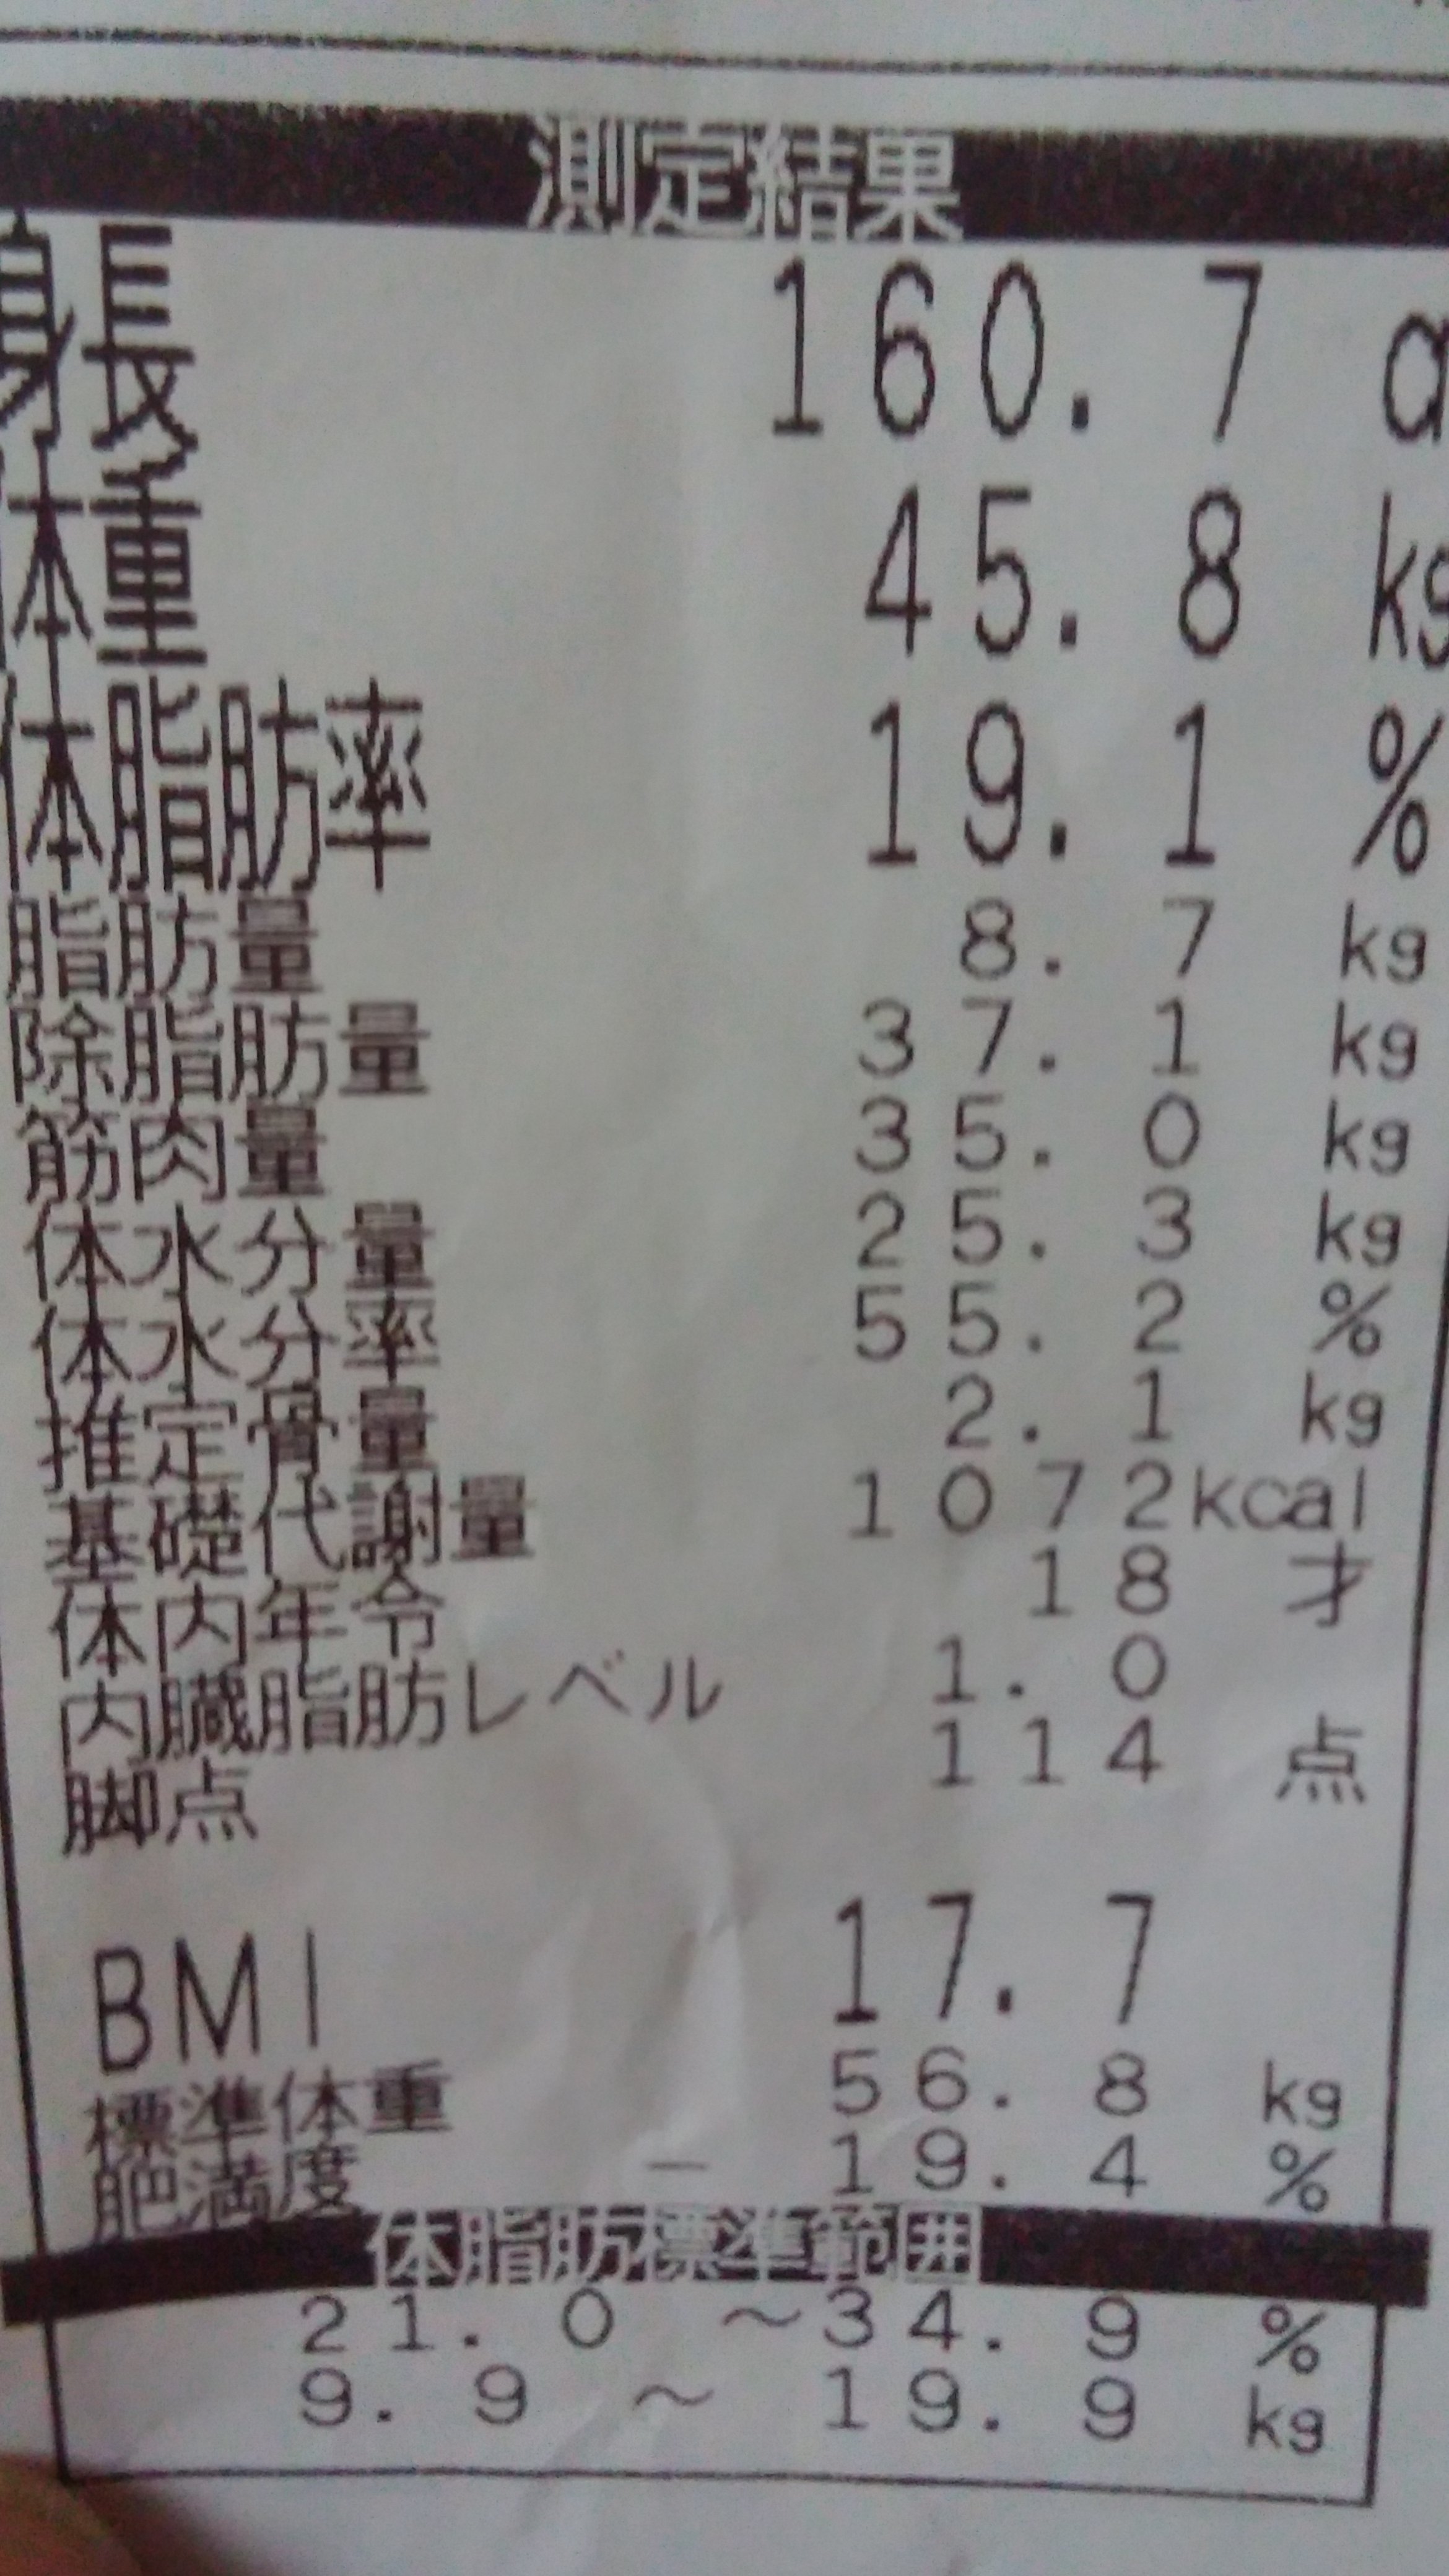 測定結果
身長 160.7 c
体重 45.8 kg
体脂肪率 19.1 %
脂肪量 8.7 kg
除脂肪量 37.1 kg
筋肉量 35.0 kg
体水分量 25.3 kg
体水分率 55.2 %
推定骨量 2.1 kg
基礎代謝量 1072kcal
体内年令 18 才
内臓脂肪レベル 1.0
脚点 114 点
BMI 17.7
標準体重 56.8 kg
肥満度 － 19.4 %
体脂肪標準範囲
21.0 ～34.9 %
9.9 ～ 19.9 kg